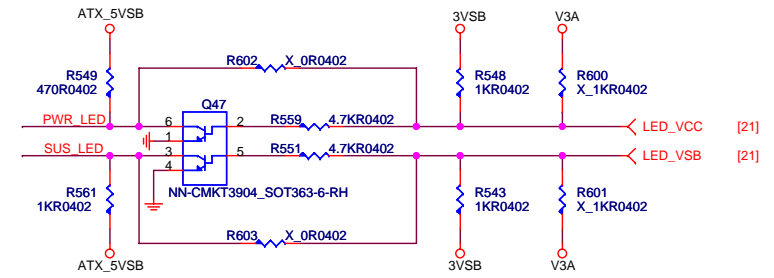 ATX_5VSB 3VSB V3A
R602 X_0R0402
R549 470R0402
R548 1KR0402
R600 X_1KR0402
Q47
PWR_LED 6 2 R559 4.7KR0402 LED_VCC [21]
1
SUS_LED 3 5 R551 4.7KR0402 LED_VSB [21]
4
NN-CMKT3904_SOT363-6-RH
R561 1KR0402
R543 1KR0402
R601 X_1KR0402
R603 X_0R0402
ATX_5VSB 3VSB V3A